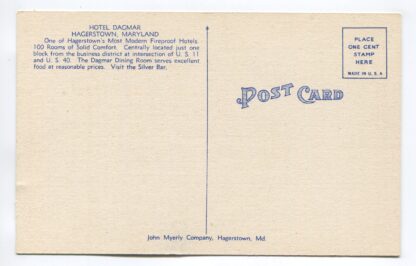 HOTEL DAGMAR
HAGERSTOWN, MARYLAND
One of Hagerstown's Most Modern Fireproof Hotels.
100 Rooms of Solid Comfort. Centrally located just one
block from the business district at intersection of U. S. 11
and U. S. 40. The Dagmar Dining Room serves excellent
food at reasonable prices. Visit the Silver Bar.
PLACE
ONE CENT
STAMP
HERE
MADE IN U.S.A
POST CARD
John Myerly Company, Hagerstown, Md.